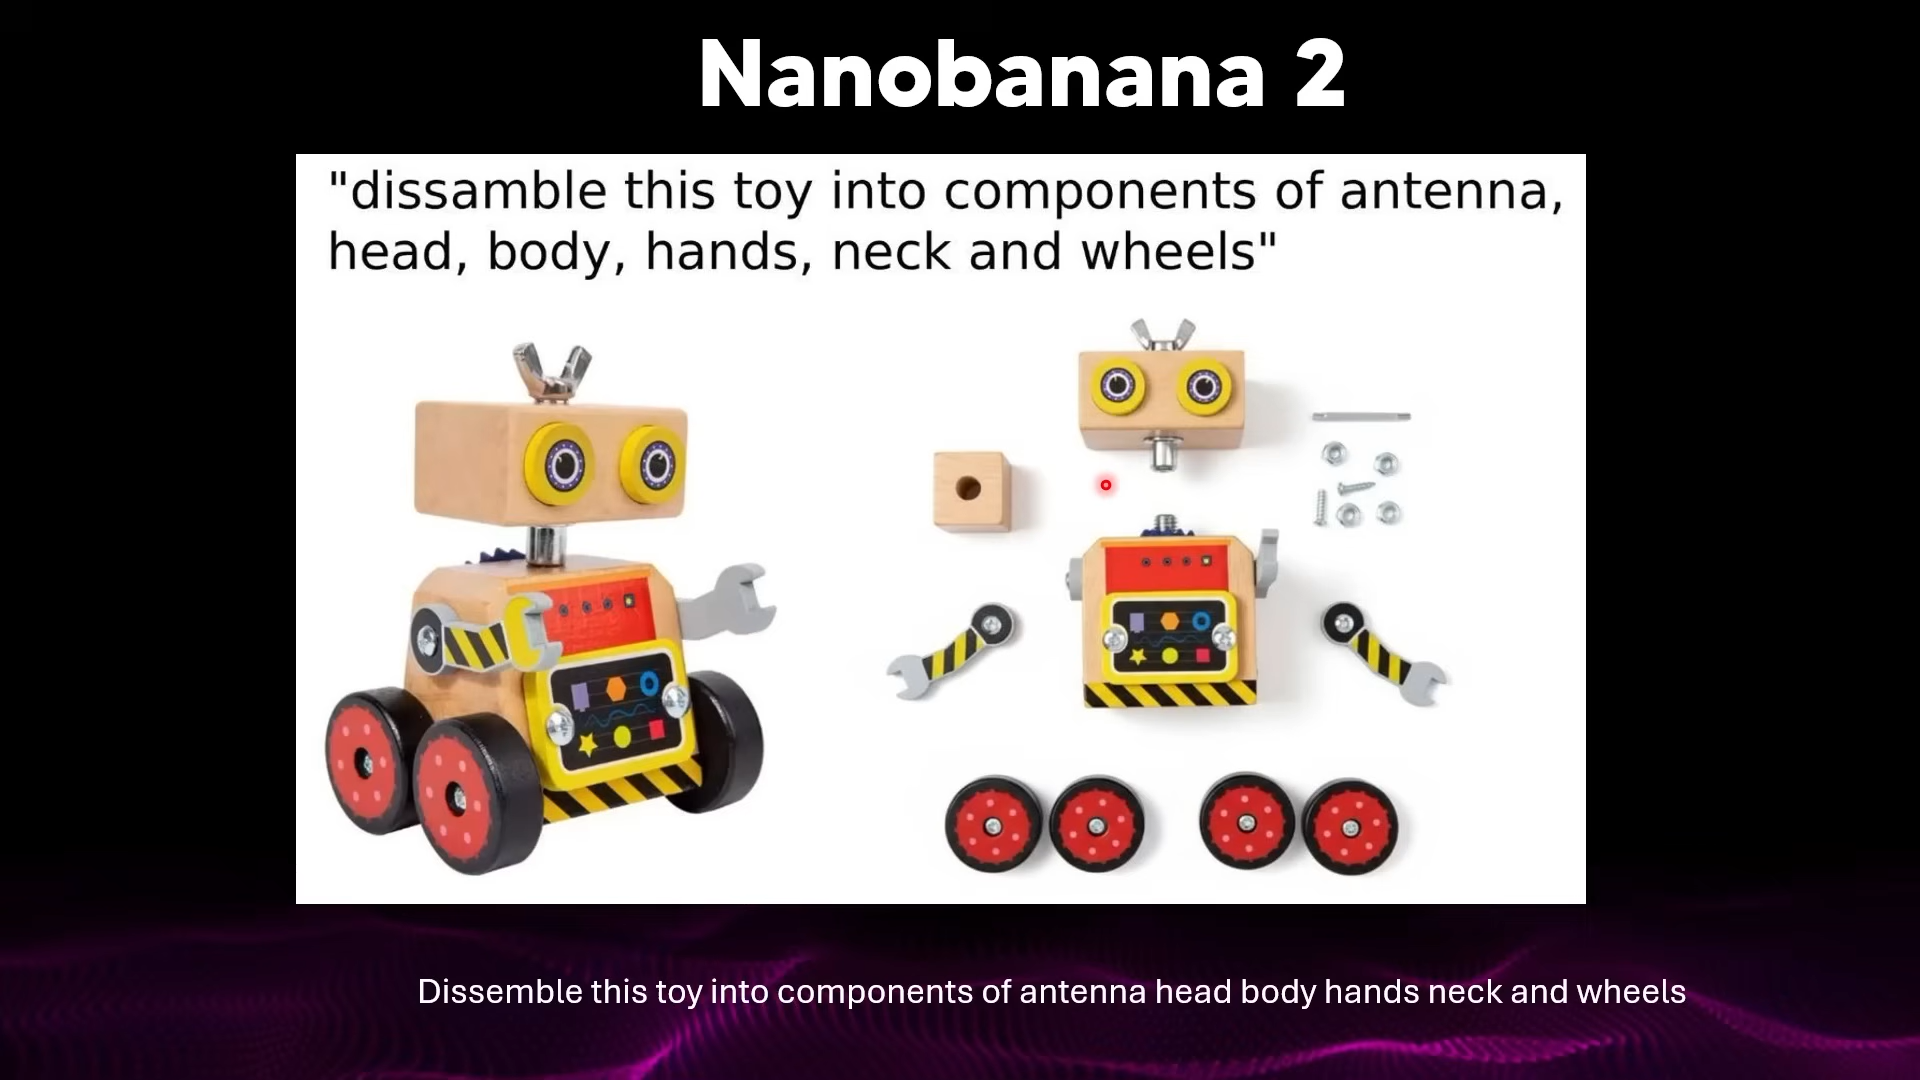 Nanobanana 2
"dissamble this toy into components of antenna,
head, body, hands, neck and wheels"
Dissemble this toy into components of antenna head body hands neck and wheels